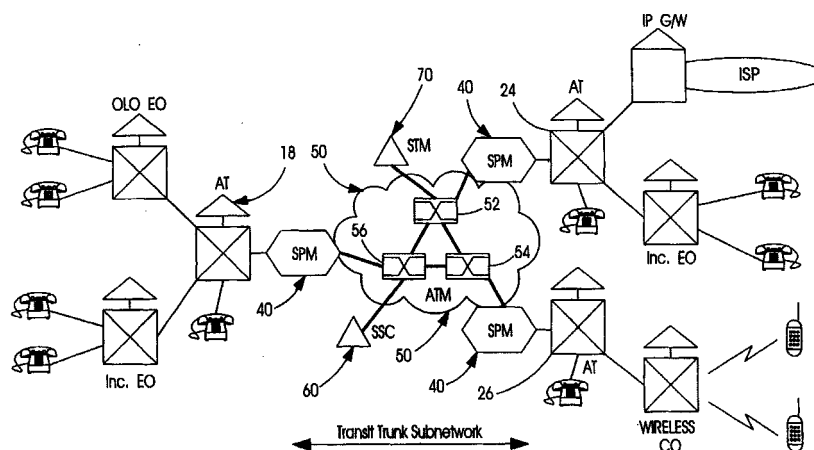 IP G/W
ISP
70
40
24
AT
OLO EO
STM
SPM
18
50
AT
52
56
54
SPM
Inc. EO
ATM
40
SSC
50
SPM
60
40
26
AT
Inc. EO
WIRELESS
CO
Transit Trunk Subnetwork